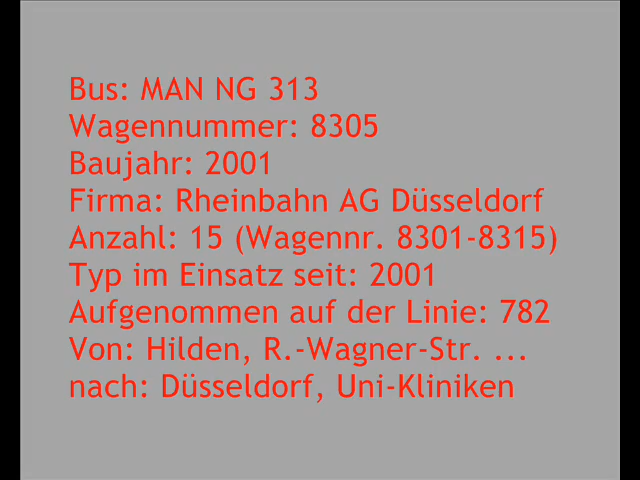 Bus: MAN NG 313
Wagennummer: 8305
Baujahr: 2001
Firma: Rheinbahn AG Düsseldorf
Anzahl: 15 (Wagennr. 8301-8315)
Typ im Einsatz seit: 2001
Aufgenommen auf der Linie: 782
Von: Hilden, R.-Wagner-Str. ...
nach: Düsseldorf, Uni-Kliniken